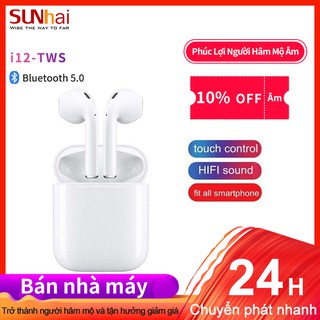 SUNhai
WISE THE WAY TO FAR
i12-TWS
Bluetooth 5.0
Phúc Lợi Người Hâm Mộ Âm
10% OFF
Âm
touch control
HIFI sound
fit all smartphone
Bán nhà máy
Trở thành người hâm mộ và tận hưởng giảm giá
24H
Chuyển phát nhanh